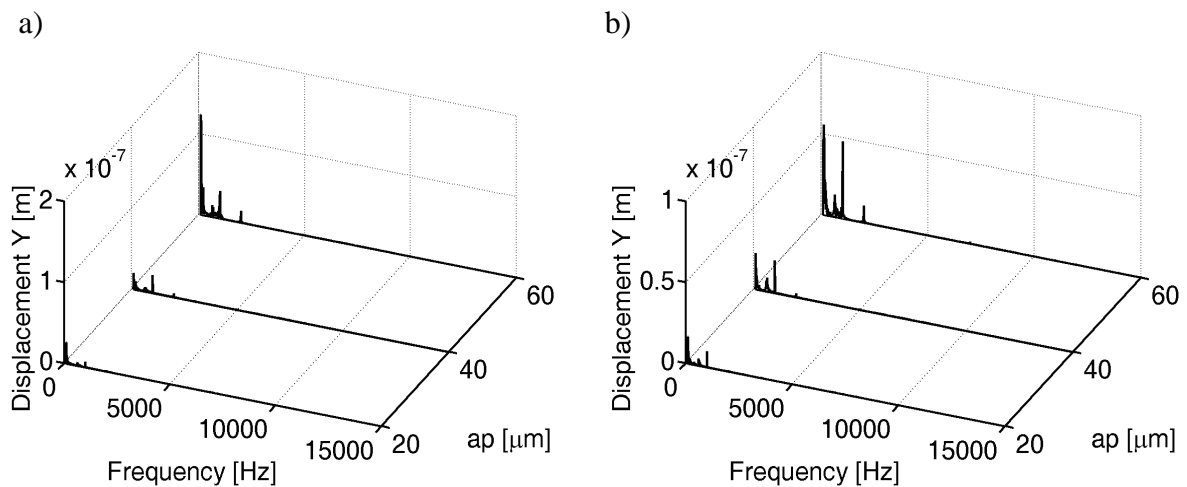 a)
x 10-7
Displacement Y [m]
2
1
0
0
5000
10000
15000
Frequency [Hz]
20
40
60
ap [μm]
b)
x 10-7
Displacement Y [m]
1
0.5
0
0
5000
10000
15000
Frequency [Hz]
20
40
60
ap [μm]